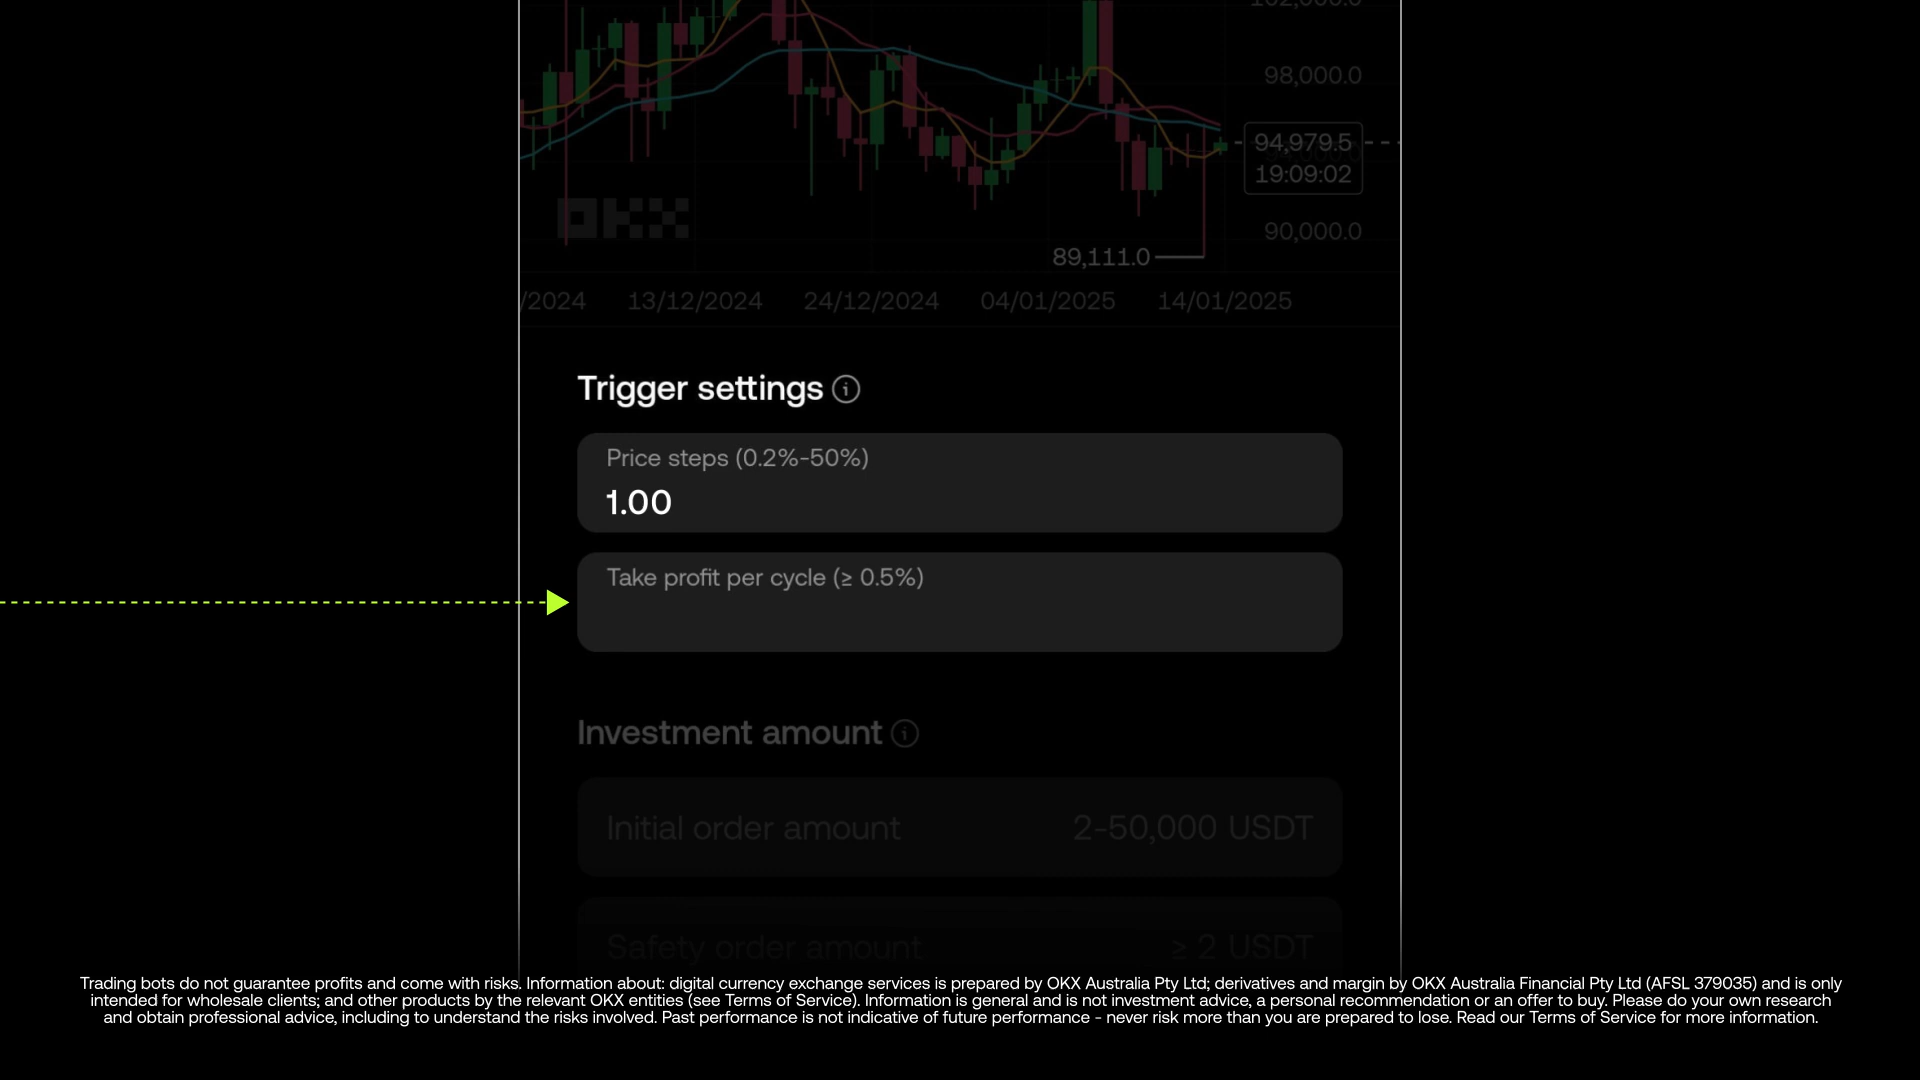 102,000.0
98,000.0
94,979.5
19:09:02
90,000.0
OKX
89,111.0
/2024 13/12/2024 24/12/2024 04/01/2025 14/01/2025
Trigger settings
Price steps (0.2%-50%)
1.00
Take profit per cycle (≥ 0.5%)
Investment amount
Initial order amount 2-50,000 USDT
Safety order amount ≥ 2 USDT
Trading bots do not guarantee profits and come with risks. Information about: digital currency exchange services is prepared by OKX Australia Pty Ltd; derivatives and margin by OKX Australia Financial Pty Ltd (AFSL 379035) and is only
intended for wholesale clients; and other products by the relevant OKX entities (see Terms of Service). Information is general and is not investment advice, a personal recommendation or an offer to buy. Please do your own research
and obtain professional advice, including to understand the risks involved. Past performance is not indicative of future performance - never risk more than you are prepared to lose. Read our Terms of Service for more information.